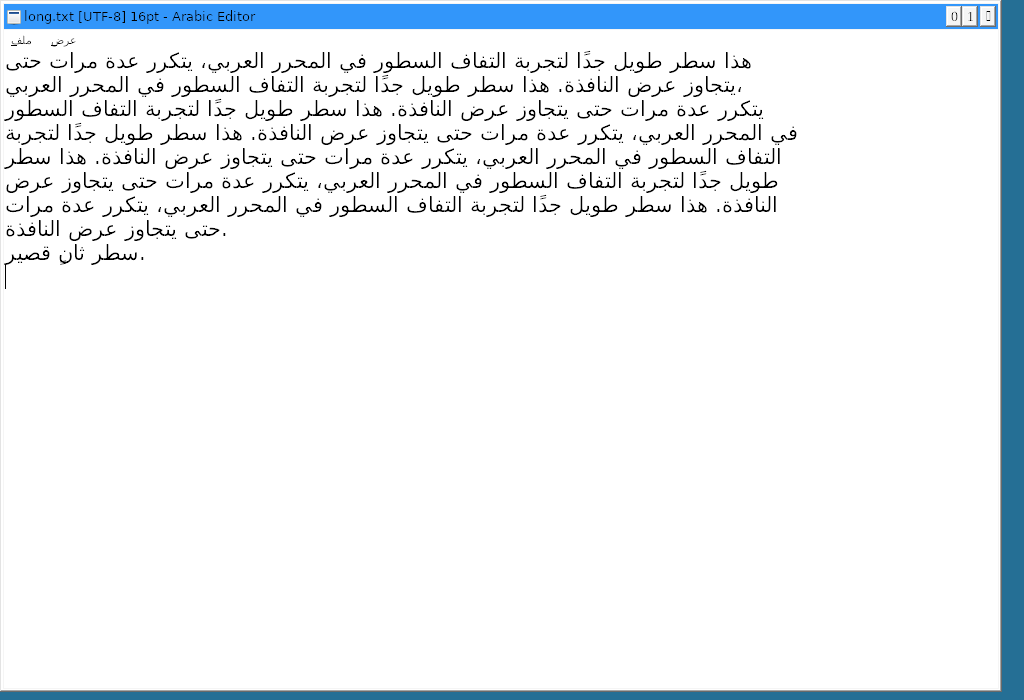 long.txt [UTF-8] 16pt - Arabic Editor
ملف عرض
هذا سطر طويل جدًا لتجربة التفاف السطور في المحرر العربي، يتكرر عدة مرات حتى
يتجاوز عرض النافذة. هذا سطر طويل جدًا لتجربة التفاف السطور في المحرر العربي،
يتكرر عدة مرات حتى يتجاوز عرض النافذة. هذا سطر طويل جدًا لتجربة التفاف السطور
في المحرر العربي، يتكرر عدة مرات حتى يتجاوز عرض النافذة. هذا سطر طويل جدًا لتجربة
التفاف السطور في المحرر العربي، يتكرر عدة مرات حتى يتجاوز عرض النافذة. هذا سطر
طويل جدًا لتجربة التفاف السطور في المحرر العربي، يتكرر عدة مرات حتى يتجاوز عرض
النافذة. هذا سطر طويل جدًا لتجربة التفاف السطور في المحرر العربي، يتكرر عدة مرات
حتى يتجاوز عرض النافذة.
سطر ثانٍ قصير.